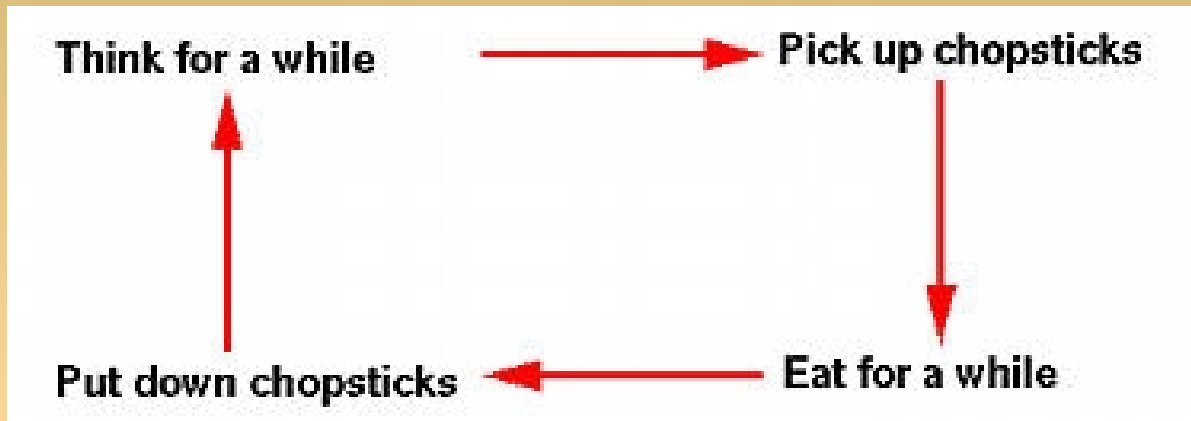 Think for a while
Pick up chopsticks
Put down chopsticks
Eat for a while